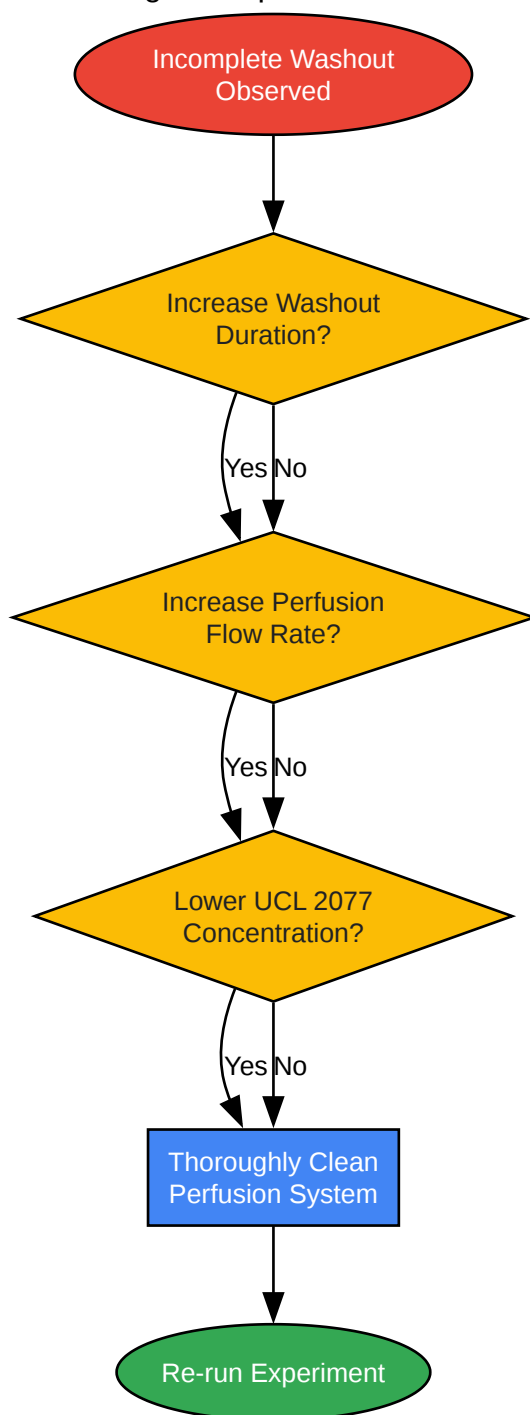 Incomplete Washout
Observed
Increase Washout
Duration?
Yes No
Increase Perfusion
Flow Rate?
Yes No
Lower UCL 2077
Concentration?
Yes No
Thoroughly Clean
Perfusion System
Re-run Experiment